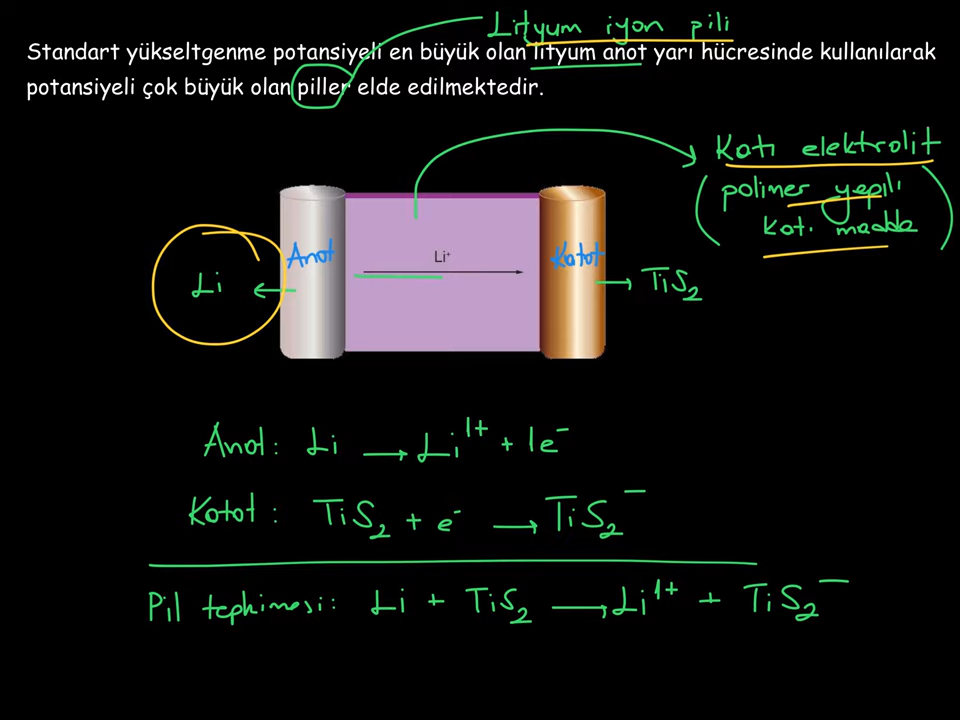 Lityum iyon pili
Standart yükseltgenme potansiyeli en büyük olan lityum anot yarı hücresinde kullanılarak
potansiyeli çok büyük olan piller elde edilmektedir.
Katı elektrolit
(polimer yapılı
katı madde)
Anot
Li⁺
Katot
Li
TiS₂
Anot: Li → Li¹⁺ + 1e⁻
Katot: TiS₂ + e⁻ → TiS₂⁻
Pil tepkimesi: Li + TiS₂ → Li¹⁺ + TiS₂⁻